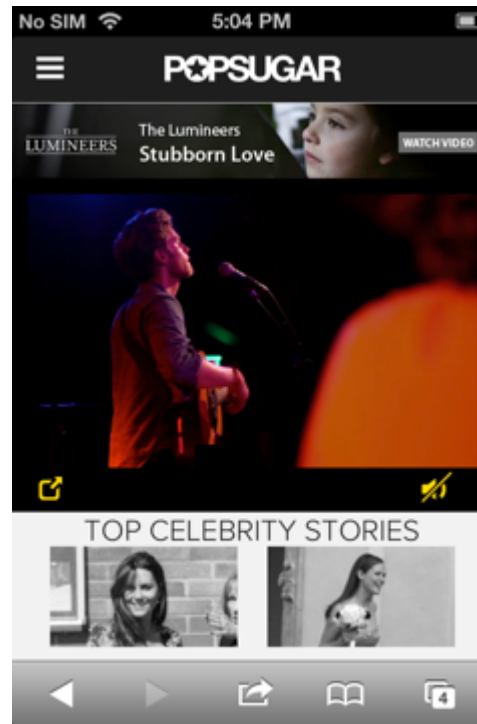 No SIM 5:04 PM
POPSUGAR
THE
LUMINEERS
The Lumineers
Stubborn Love
WATCH VIDEO
TOP CELEBRITY STORIES
4